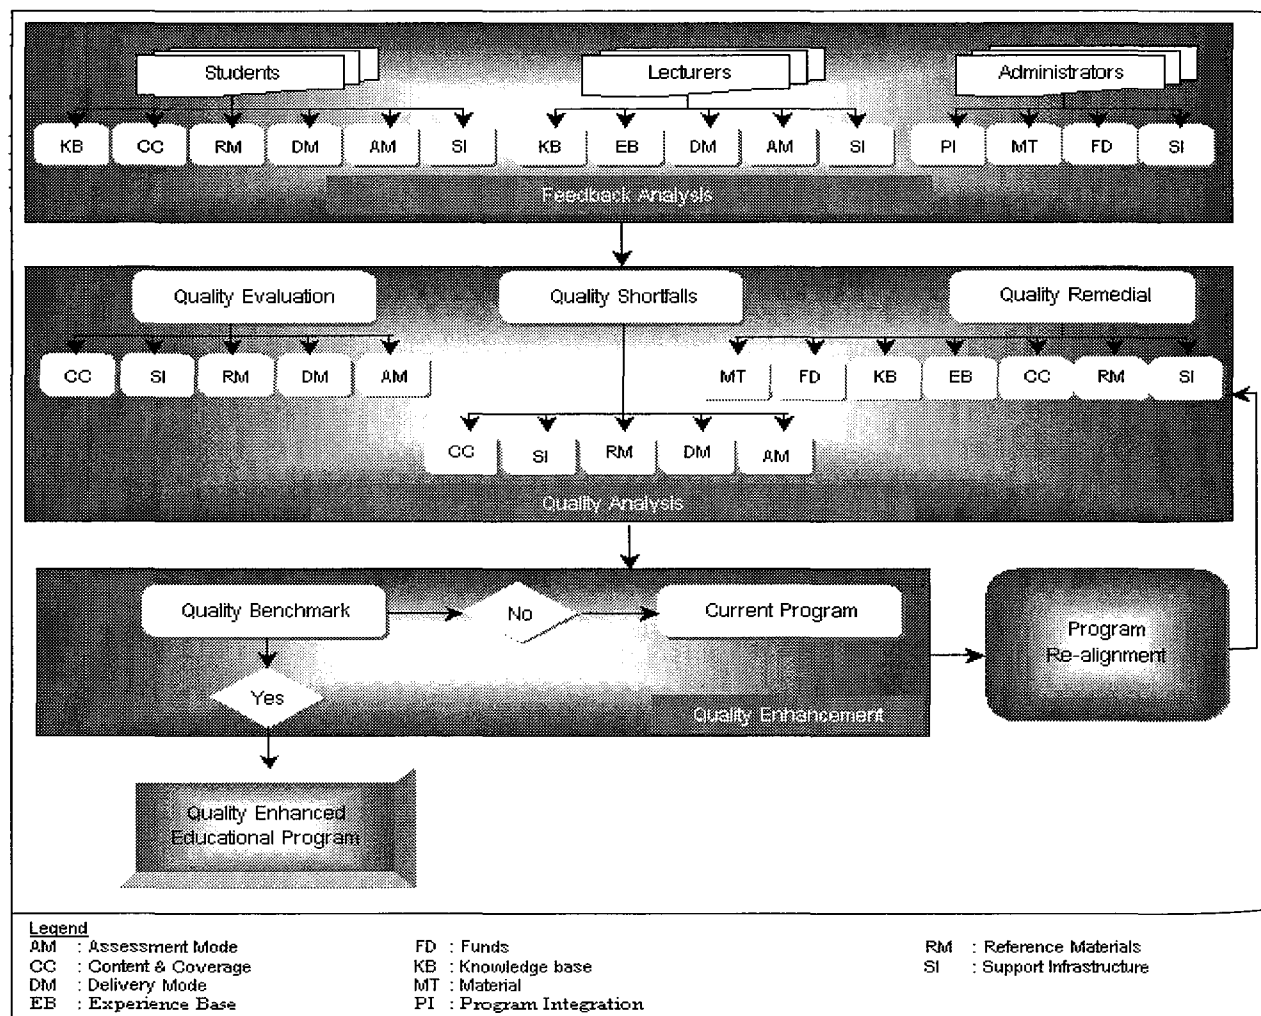 Students
Lecturers
Administrators
KB CC RM DM AM SI KB EB DM AM SI PI MT FD SI
Feedback Analysis
Quality Evaluation
Quality Shortfalls
Quality Remedial
CC SI RM DM AM
MT FD KB EB CC RM SI
CC SI RM DM AM
Quality Analysis
Quality Benchmark
No
Current Program
Program
Re-alignment
Yes
Quality Enhancement
Quality Enhanced
Educational Program
Legend
AM : Assessment Mode
CC : Content & Coverage
DM : Delivery Mode
EB : Experience Base
FD : Funds
KB : Knowledge base
MT : Material
PI : Program Integration
RM : Reference Materials
SI : Support Infrastructure